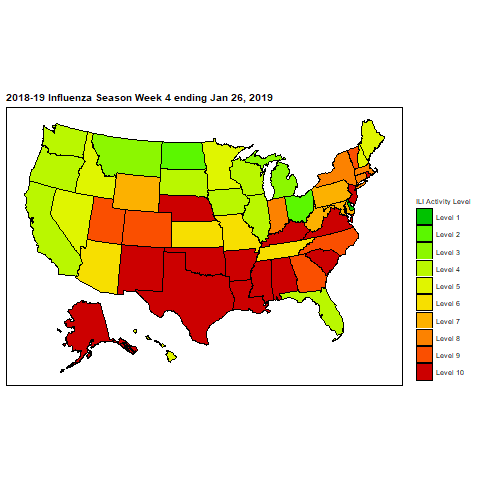 2018-19 Influenza Season Week 4 ending Jan 26, 2019
ILI Activity Level
Level 1
Level 2
Level 3
Level 4
Level 5
Level 6
Level 7
Level 8
Level 9
Level 10